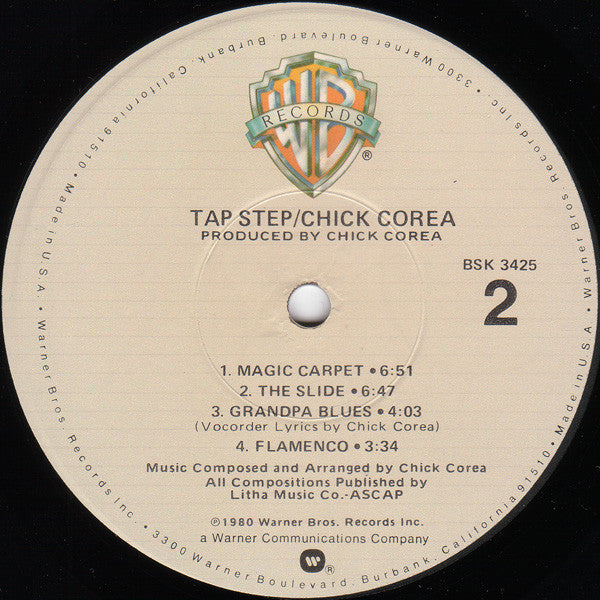 WB
RECORDS
®
TAP STEP/CHICK COREA
PRODUCED BY CHICK COREA
BSK 3425
2
1. MAGIC CARPET • 6:51
2. THE SLIDE • 6:47
3. GRANDPA BLUES • 4:03
(Vocorder Lyrics by Chick Corea)
4. FLAMENCO • 3:34
Music Composed and Arranged by Chick Corea
All Compositions Published by
Litha Music Co.-ASCAP
℗1980 Warner Bros. Records Inc.
a Warner Communications Company
®
Made in U.S.A. • Warner Bros. Records Inc. • 3300 Warner Boulevard, Burbank, California 91510 • Made in U.S.A. • Warner Bros. Records Inc. • 3300 Warner Boulevard, Burbank, California 91510 •